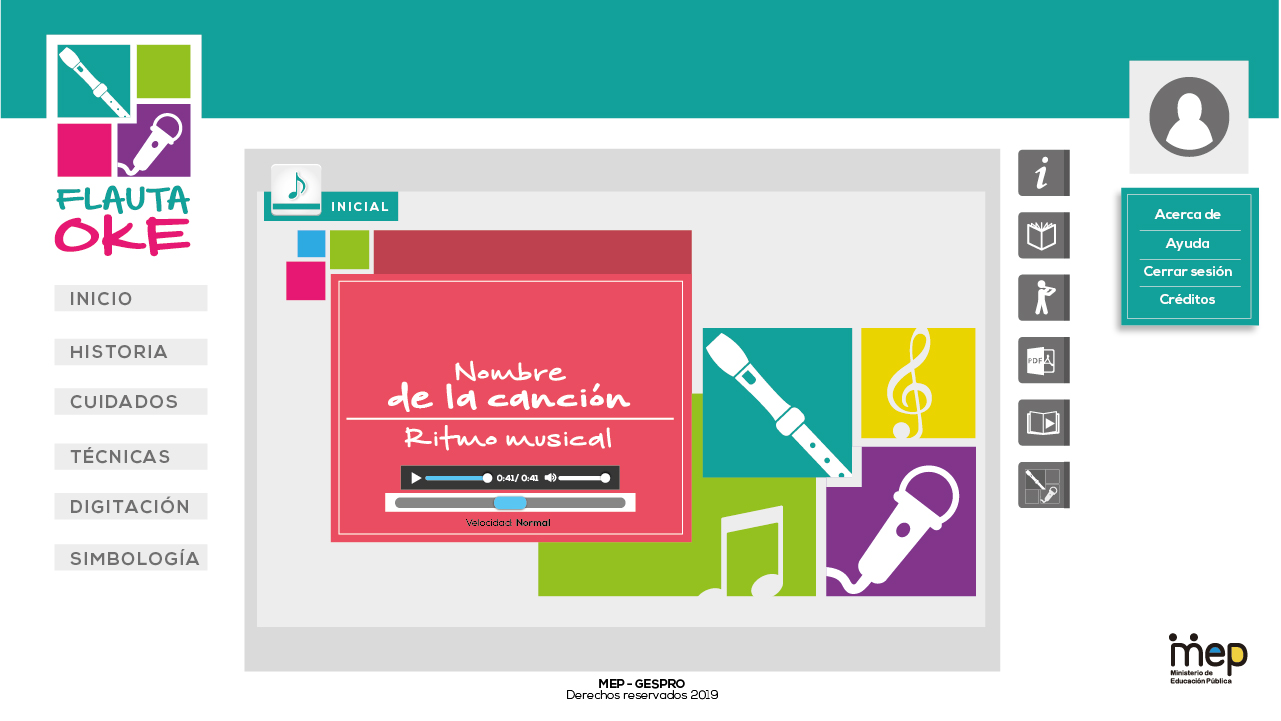 FLAUTA
OKE
INICIO
HISTORIA
CUIDADOS
TÉCNICAS
DIGITACIÓN
SIMBOLOGÍA
INICIAL
Nombre
de la canción
Ritmo musical
0:41/ 0:41
Velocidad: Normal
PDF
Acerca de
Ayuda
Cerrar sesión
Créditos
mep
Ministerio de
Educación Pública
MEP - GESPRO
Derechos reservados 2019